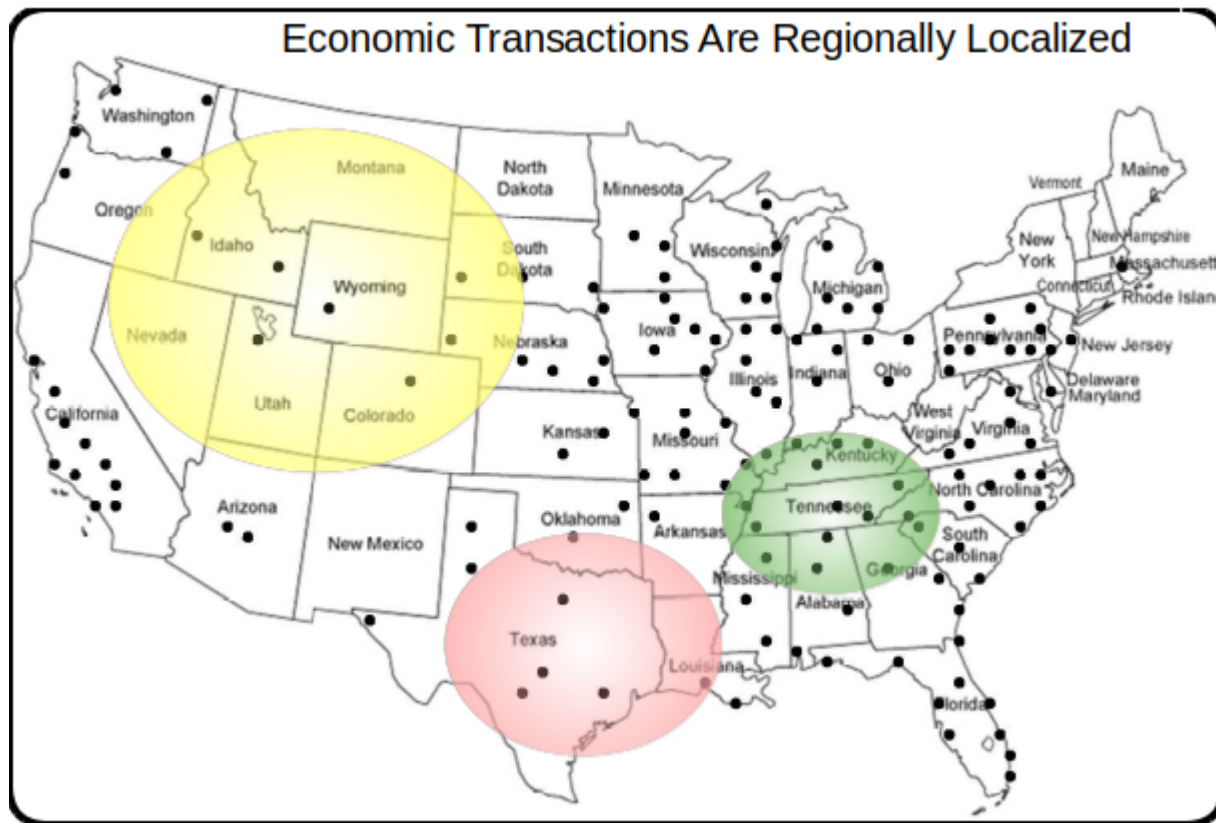 Economic Transactions Are Regionally Localized
Washington
Montana
North
Dakota
Minnesota
Maine
Vermont
Oregon
Idaho
South
Dakota
Wisconsin
New
York
New Hampshire
Massachusett
Wyoming
Michigan
Connecticut
Rhode Island
Nevada
Nebraska
Iowa
Pennsylvania
New Jersey
Illinois
Indiana
Ohio
Delaware
Maryland
California
Utah
Colorado
Kansas
Missouri
West
Virginia
Virginia
Kentucky
Arizona
New Mexico
Oklahoma
Arkansas
Tennessee
North Carolina
South
Carolina
Mississippi
Georgia
Alabama
Texas
Louisiana
Florida